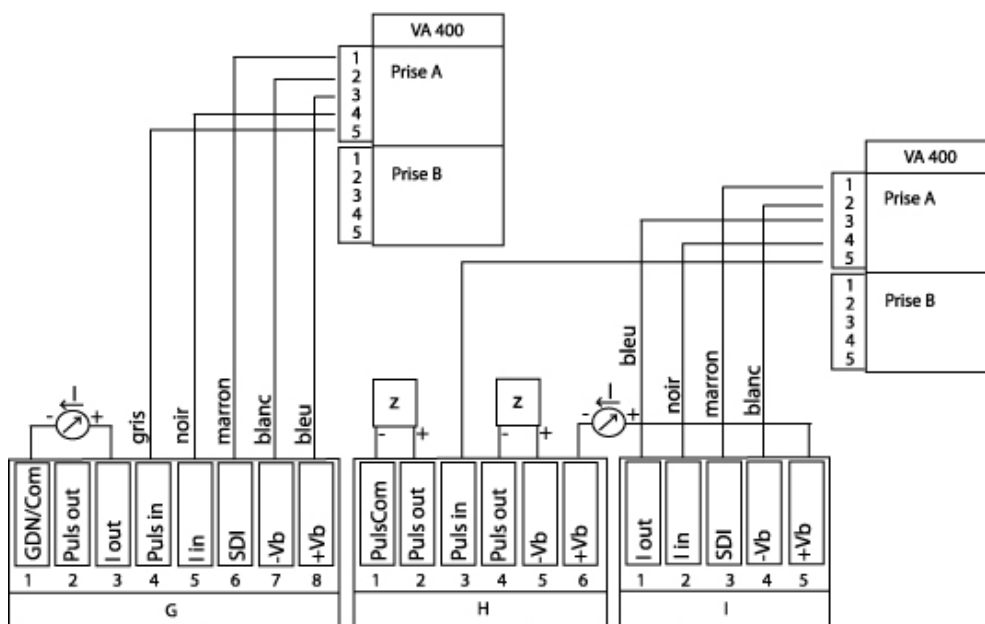 VA 400
1
2
3
4
5
Prise A
1
2
3
4
5
Prise B
VA 400
1
2
3
4
5
Prise A
1
2
3
4
5
Prise B
gris
noir
marron
blanc
bleu
bleu
noir
marron
blanc
- I +
Z
- +
Z
- +
- I +
GDN/Com
Puls out
I out
Puls in
I in
SDI
-Vb
+Vb
1 2 3 4 5 6 7 8
G
PulsCom
Puls out
Puls in
Puls out
-Vb
+Vb
1 2 3 4 5 6
H
I out
I in
SDI
-Vb
+Vb
1 2 3 4 5
I